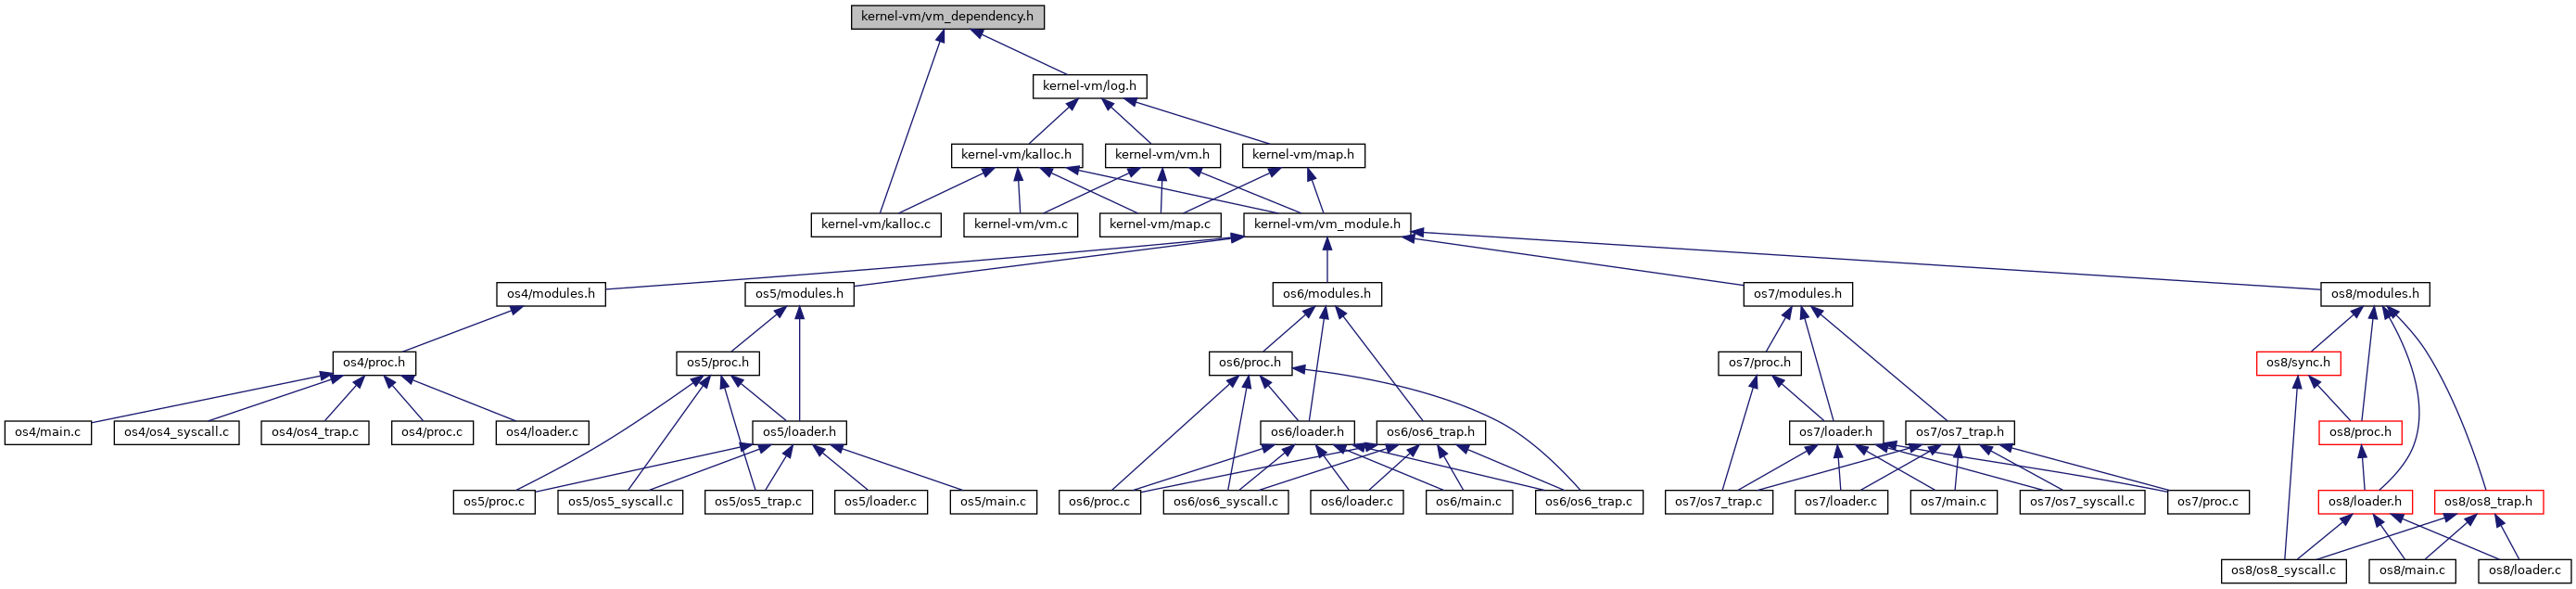 kernel-vm/vm_dependency.h
kernel-vm/log.h
kernel-vm/kalloc.h
kernel-vm/vm.h
kernel-vm/map.h
kernel-vm/kalloc.c
kernel-vm/vm.c
kernel-vm/map.c
kernel-vm/vm_module.h
os4/modules.h
os5/modules.h
os6/modules.h
os7/modules.h
os8/modules.h
os4/proc.h
os5/proc.h
os6/proc.h
os7/proc.h
os8/sync.h
os4/main.c
os4/os4_syscall.c
os4/os4_trap.c
os4/proc.c
os4/loader.c
os5/loader.h
os6/loader.h
os6/os6_trap.h
os7/loader.h
os7/os7_trap.h
os8/proc.h
os5/proc.c
os5/os5_syscall.c
os5/os5_trap.c
os5/loader.c
os5/main.c
os6/proc.c
os6/os6_syscall.c
os6/loader.c
os6/main.c
os6/os6_trap.c
os7/os7_trap.c
os7/loader.c
os7/main.c
os7/os7_syscall.c
os7/proc.c
os8/loader.h
os8/os8_trap.h
os8/os8_syscall.c
os8/main.c
os8/loader.c